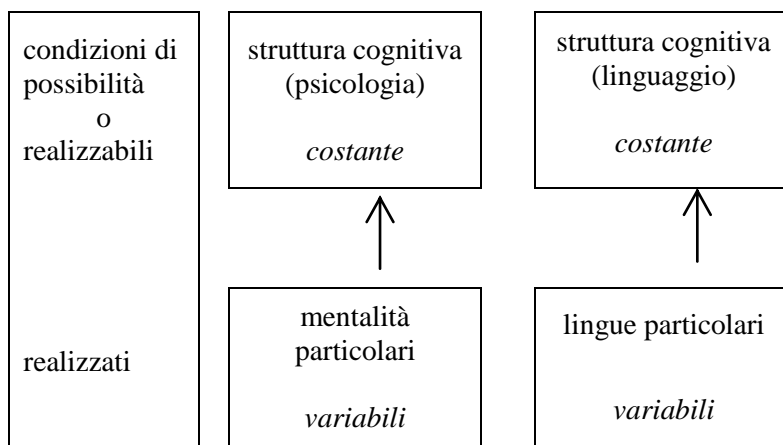 condizioni di
possibilità
o
realizzabili
realizzati
struttura cognitiva
(psicologia)
costante
struttura cognitiva
(linguaggio)
costante
mentalità
particolari
variabili
lingue particolari
variabili